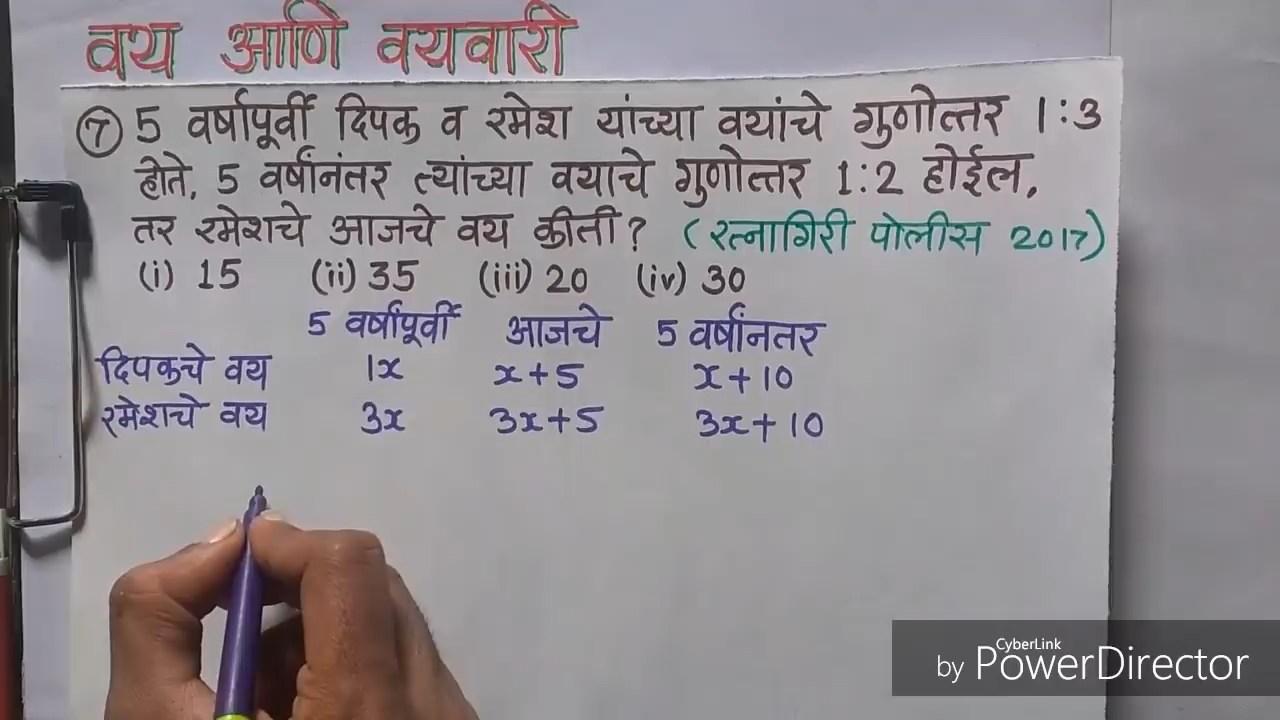 वय आणि वयवारी
⑦ 5 वर्षापूर्वी दिपक व रमेश यांच्या वयांचे गुणोत्तर 1:3
होते, 5 वर्षांनंतर त्यांच्या वयाचे गुणोत्तर 1:2 होईल,
तर रमेशचे आजचे वय कीती? (रत्नागिरी पोलीस 2017)
(i) 15 (ii) 35 (iii) 20 (iv) 30
5 वर्षांपूर्वी आजचे 5 वर्षांनतर
दिपकचे वय 1x x+5 x+10
रमेशचे वय 3x 3x+5 3x+10
CyberLink
by PowerDirector